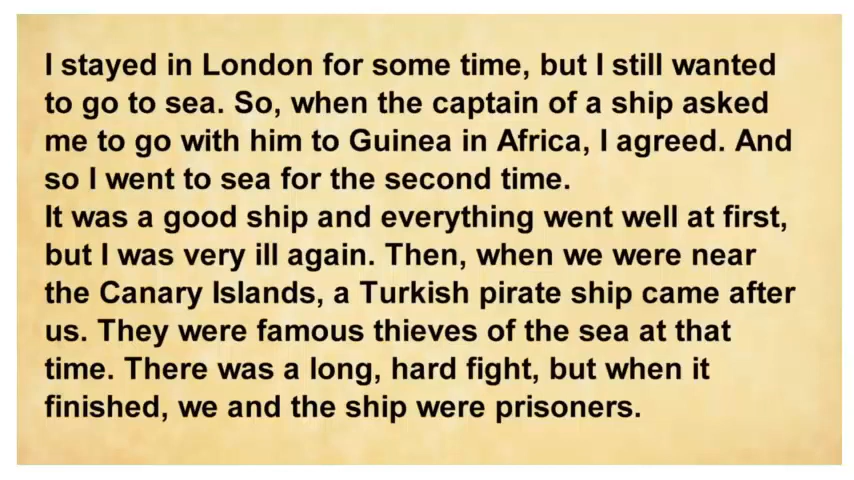 I stayed in London for some time, but I still wanted
to go to sea. So, when the captain of a ship asked
me to go with him to Guinea in Africa, I agreed. And
so I went to sea for the second time.
It was a good ship and everything went well at first,
but I was very ill again. Then, when we were near
the Canary Islands, a Turkish pirate ship came after
us. They were famous thieves of the sea at that
time. There was a long, hard fight, but when it
finished, we and the ship were prisoners.